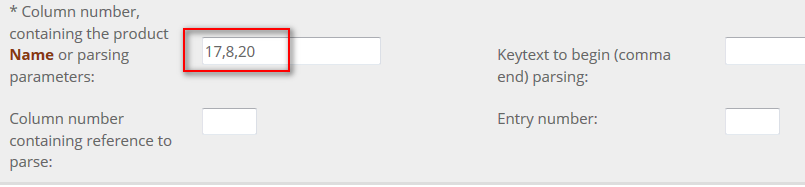 * Column number,
containing the product
Name or parsing
parameters:
17,8,20
Keytext to begin (comma
end) parsing:
Column number
containing reference to
parse:
Entry number: